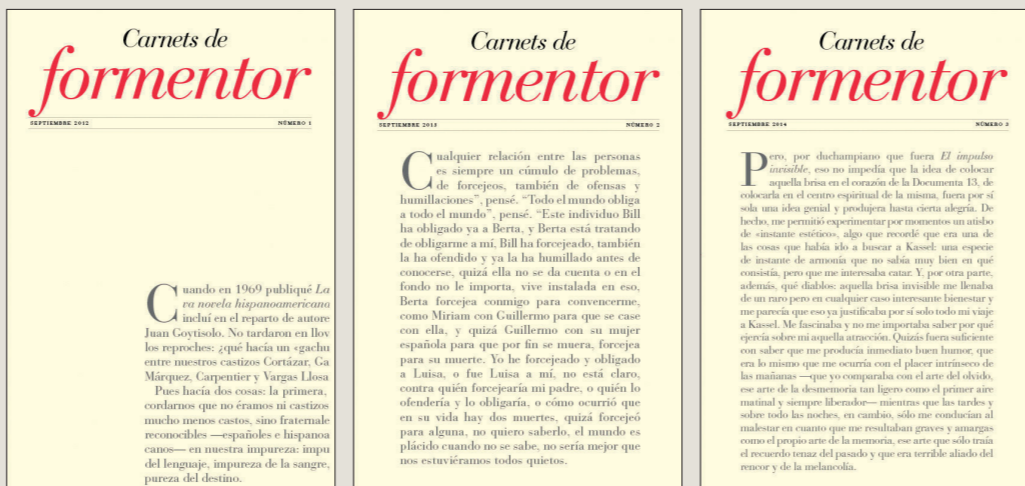 Carnets de
formentor
SEPTIEMBRE 2012 NÚMERO 1
Cuando en 1969 publiqué La
va novela hispanoamericana
incluí en el reparto de autore
Juan Goytisolo. No tardaron en llov
los reproches: ¿qué hacía un «gachu
entre nuestros castizos Cortázar, Ga
Márquez, Carpentier y Vargas Llosa
Pues hacía dos cosas: la primera,
cordarnos que no éramos ni castizos
mucho menos castos, sino fraternale
reconocibles —españoles e hispanoa
canos— en nuestra impureza: impu
del lenguaje, impureza de la sangre,
pureza del destino.
Carnets de
formentor
SEPTIEMBRE 2013 NÚMERO 2
Cualquier relación entre las personas
es siempre un cúmulo de problemas,
de forcejeos, también de ofensas y
humillaciones”, pensé. “Todo el mundo obliga
a todo el mundo”, pensé. “Este individuo Bill
ha obligado ya a Berta, y Berta está tratando
de obligarme a mí, Bill ha forcejeado, también
la ha ofendido y ya la ha humillado antes de
conocerse, quizá ella no se da cuenta o en el
fondo no le importa, vive instalada en eso,
Berta forcejea conmigo para convencerme,
como Miriam con Guillermo para que se case
con ella, y quizá Guillermo con su mujer
española para que por fin se muera, forcejea
para su muerte. Yo he forcejeado y obligado
a Luisa, o fue Luisa a mí, no está claro,
contra quién forcejearía mi padre, o quién lo
ofendería y lo obligaría, o cómo ocurrió que
en su vida hay dos muertes, quizá forcejeó
para alguna, no quiero saberlo, el mundo es
plácido cuando no se sabe, no sería mejor que
nos estuviéramos todos quietos.
Carnets de
formentor
SEPTIEMBRE 2014 NÚMERO 3
Pero, por duchampiano que fuera El impulso
invisible, eso no impedía que la idea de colocar
aquella brisa en el corazón de la Documenta 13, de
colocarla en el centro espiritual de la misma, fuera por sí
sola una idea genial y produjera hasta cierta alegría. De
hecho, me permitió experimentar por momentos un atisbo
de «instante estético», algo que recordé que era una de
las cosas que había ido a buscar a Kassel: una especie
de instante de armonía que no sabía muy bien en qué
consistía, pero que me interesaba catar. Y, por otra parte,
además, qué diablos: aquella brisa invisible me llenaba
de un raro pero en cualquier caso interesante bienestar y
me parecía que eso ya justificaba por sí solo todo mi viaje
a Kassel. Me fascinaba y no me importaba saber por qué
ejercía sobre mí aquella atracción. Quizás fuera suficiente
con saber que me producía inmediato buen humor, que
era lo mismo que me ocurría con el placer intrínseco de
las mañanas —que yo comparaba con el arte del olvido,
ese arte de la desmemoria tan ligero como el primer aire
matinal y siempre liberador— mientras que las tardes y
sobre todo las noches, en cambio, sólo me conducían al
malestar en cuanto que me resultaban graves y amargas
como el propio arte de la memoria, ese arte que sólo traía
el recuerdo tenaz del pasado y que era terrible aliado del
rencor y de la melancolía.